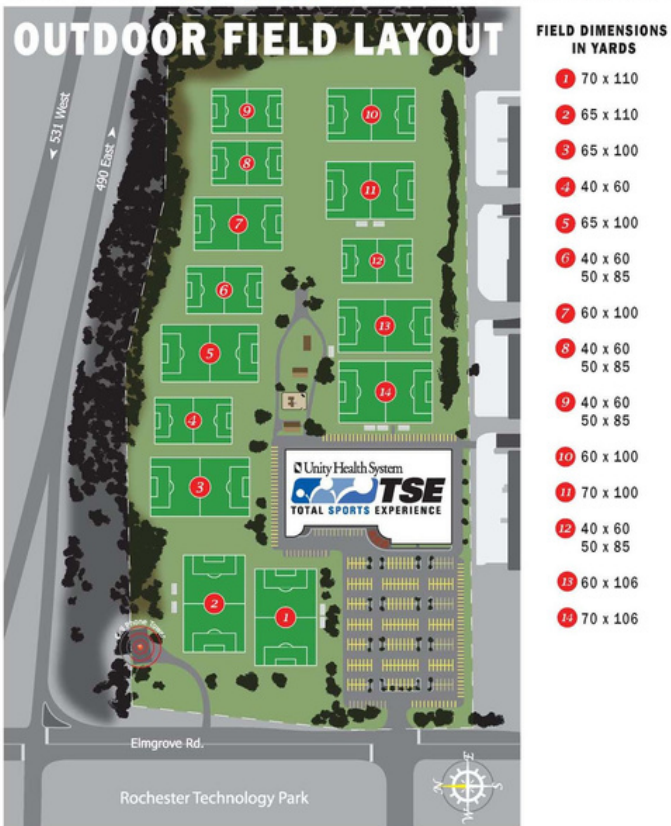 OUTDOOR FIELD LAYOUT
FIELD DIMENSIONS
IN YARDS
1 70 x 110
2 65 x 110
3 65 x 100
4 40 x 60
5 65 x 100
6 40 x 60
50 x 85
7 60 x 100
8 40 x 60
50 x 85
9 40 x 60
50 x 85
10 60 x 100
11 70 x 100
12 40 x 60
50 x 85
13 60 x 106
14 70 x 106
531 West
490 East
9
10
8
11
7
12
6
13
5
14
4
3
Unity Health System
TSE
TOTAL SPORTS EXPERIENCE
2
1
Phone
Elmgrove Rd.
Rochester Technology Park
N
E
S
W